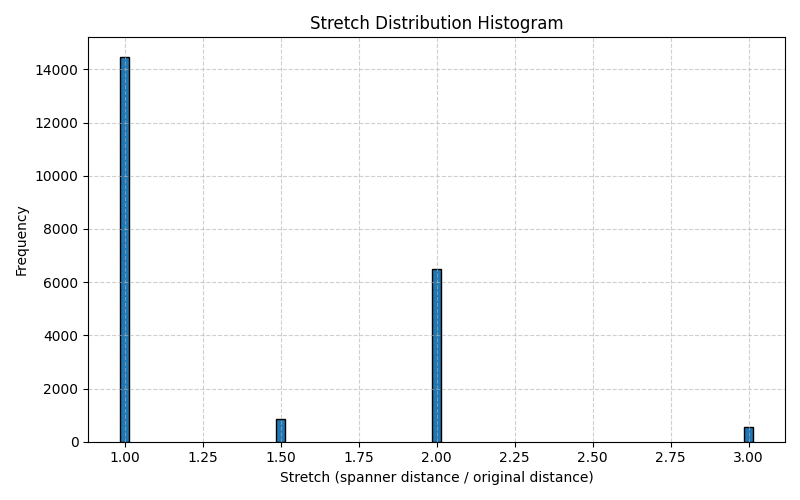 Stretch Distribution Histogram
Frequency
14000
12000
10000
8000
6000
4000
2000
0
1.00 1.25 1.50 1.75 2.00 2.25 2.50 2.75 3.00
Stretch (spanner distance / original distance)